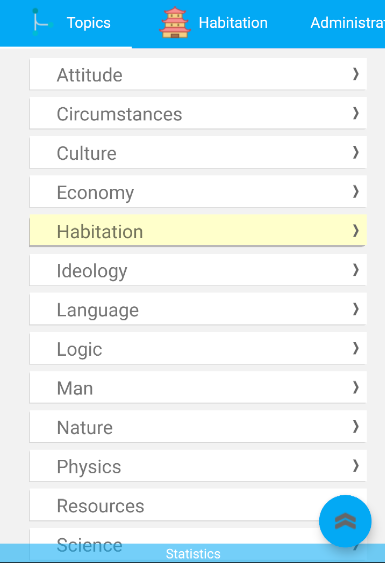 Topics Habitation Administra
Attitude
Circumstances
Culture
Economy
Habitation
Ideology
Language
Logic
Man
Nature
Physics
Resources
Science
Statistics